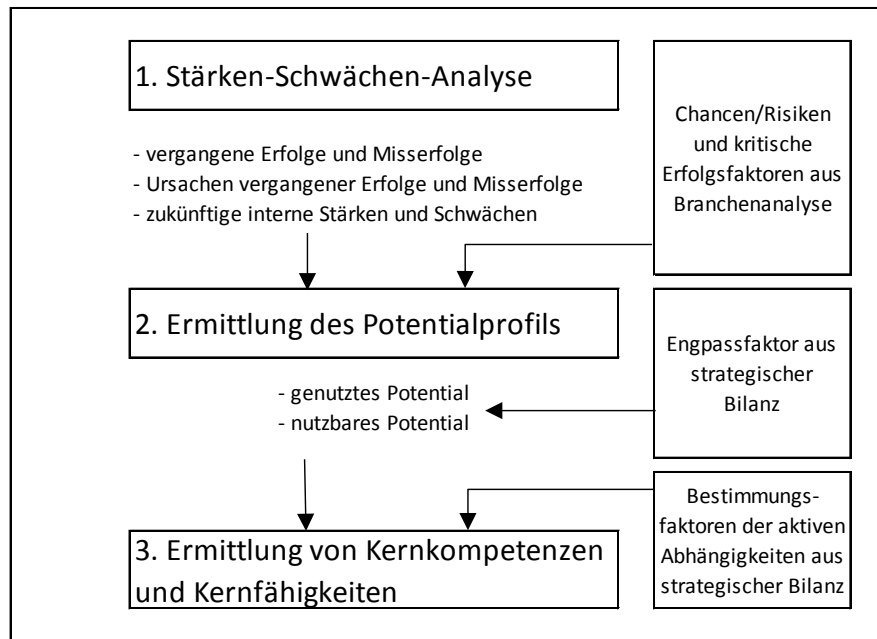 1. Stärken-Schwächen-Analyse
- vergangene Erfolge und Misserfolge
- Ursachen vergangener Erfolge und Misserfolge
- zukünftige interne Stärken und Schwächen
Chancen/Risiken
und kritische
Erfolgsfaktoren aus
Branchenanalyse
2. Ermittlung des Potentialprofils
- genutztes Potential
- nutzbares Potential
Engpassfaktor aus
strategischer
Bilanz
3. Ermittlung von Kernkompetenzen
und Kernfähigkeiten
Bestimmungs-
faktoren der aktiven
Abhängigkeiten aus
strategischer Bilanz